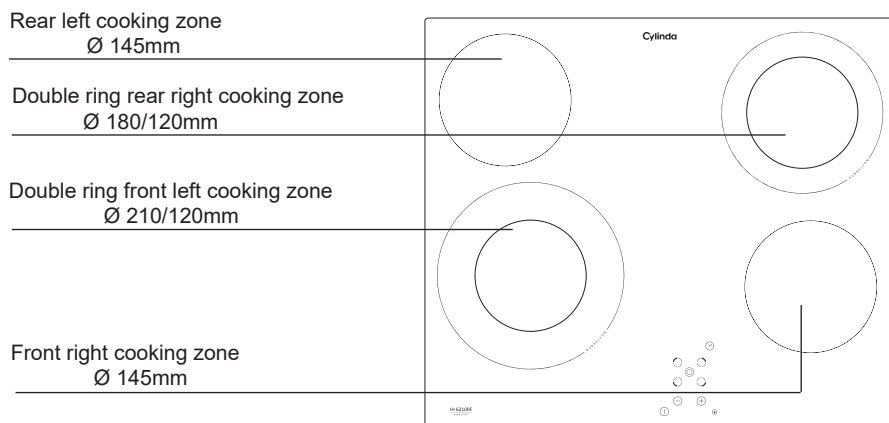 Rear left cooking zone
Ø 145mm
Cylinda
Double ring rear right cooking zone
Ø 180/120mm
Double ring front left cooking zone
Ø 210/120mm
Front right cooking zone
Ø 145mm